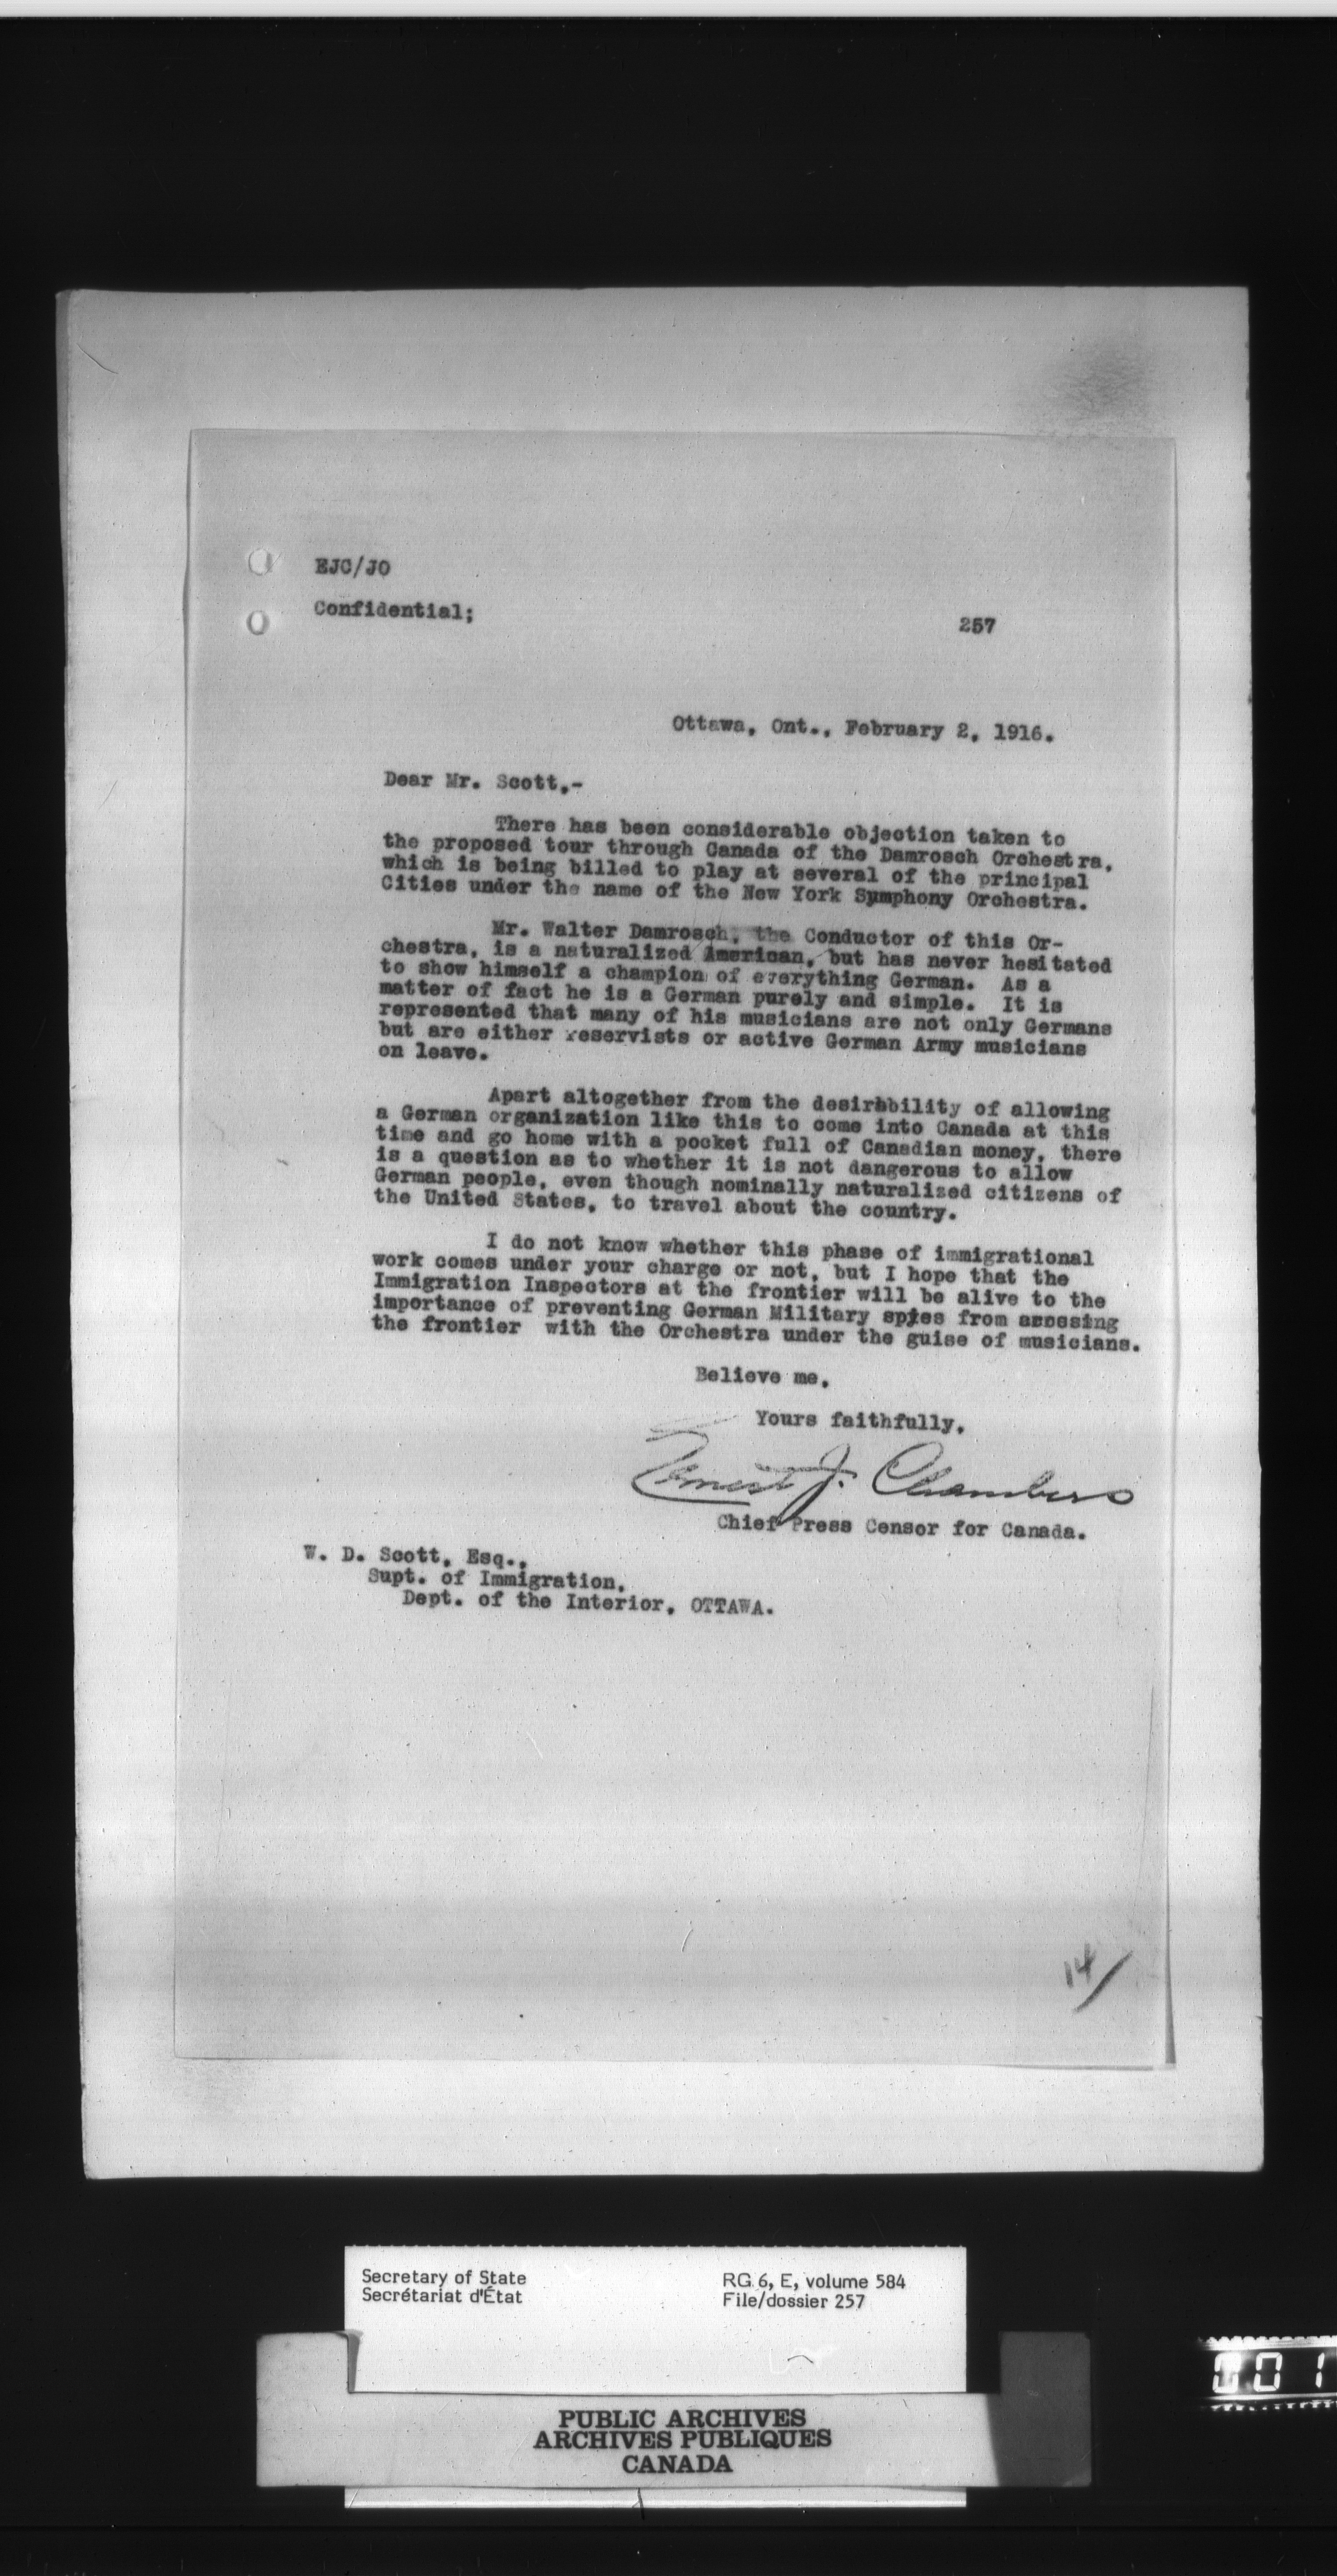 EJC/JO
Confidential;
257
Ottawa, Ont., February 2, 1916.
Dear Mr. Scott,-
There has been considerable objection taken to
the proposed tour through Canada of the Damrosch Orchestra,
which is being billed to play at several of the principal
Cities under the name of the New York Symphony Orchestra.
Mr. Walter Damrosch, the Conductor of this Or-
chestra, is a naturalized American, but has never hesitated
to show himself a champion of everything German. As a
matter of fact he is a German purely and simple. It is
represented that many of his musicians are not only Germans
but are either reservists or active German Army musicians
on leave.
Apart altogether from the desirability of allowing
a German organization like this to come into Canada at this
time and go home with a pocket full of Canadian money, there
is a question as to whether it is not dangerous to allow
German people, even though nominally naturalized citizens of
the United States, to travel about the country.
I do not know whether this phase of immigrational
work comes under your charge or not, but I hope that the
Immigration Inspectors at the frontier will be alive to the
importance of preventing German Military spies from crossing
the frontier with the Orchestra under the guise of musicians.
Believe me,
Yours faithfully,
Ernest J. Chambers
Chief Press Censor for Canada.
W. D. Scott, Esq.,
Supt. of Immigration,
Dept. of the Interior, OTTAWA.
14/
Secretary of State
Secrétariat d'État
RG 6, E, volume 584
File/dossier 257
PUBLIC ARCHIVES
ARCHIVES PUBLIQUES
CANADA
001